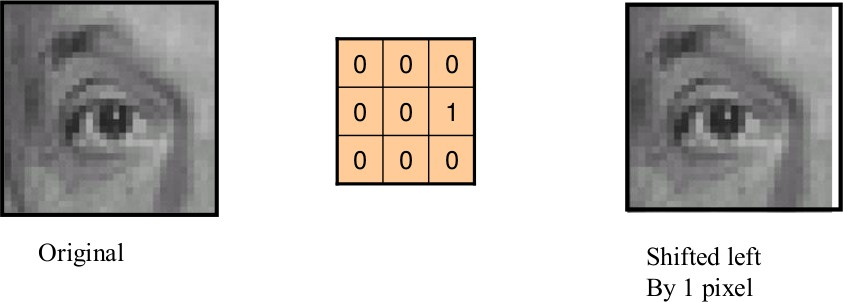 0 0 0
0 0 1
0 0 0
Original
Shifted left
By 1 pixel